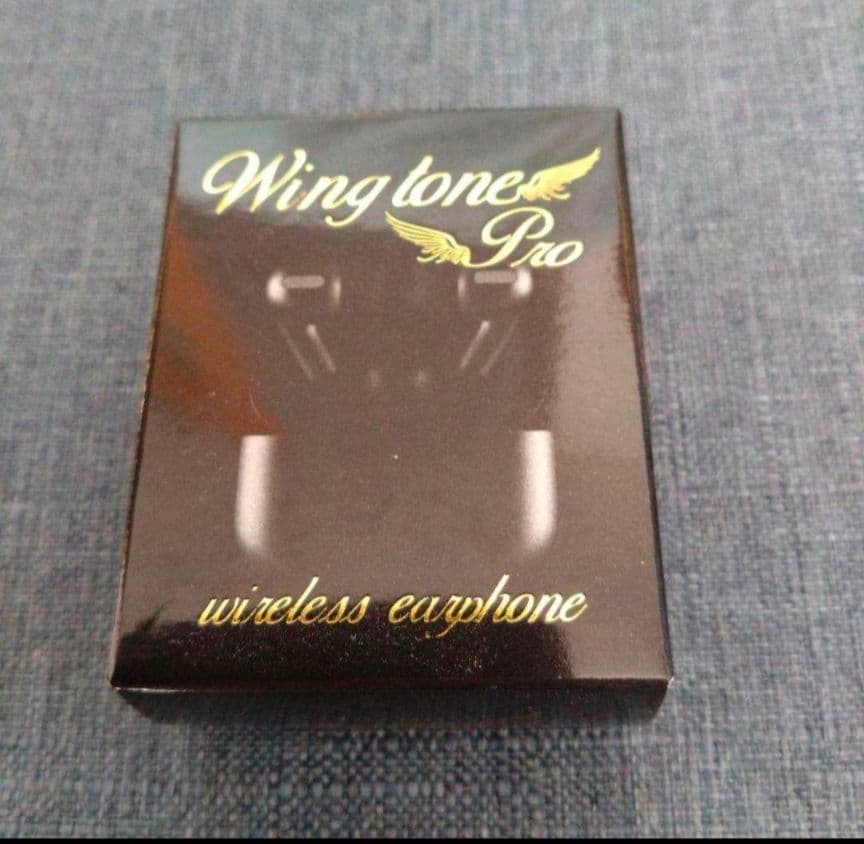 Wing tone
Pro
wireless earphone